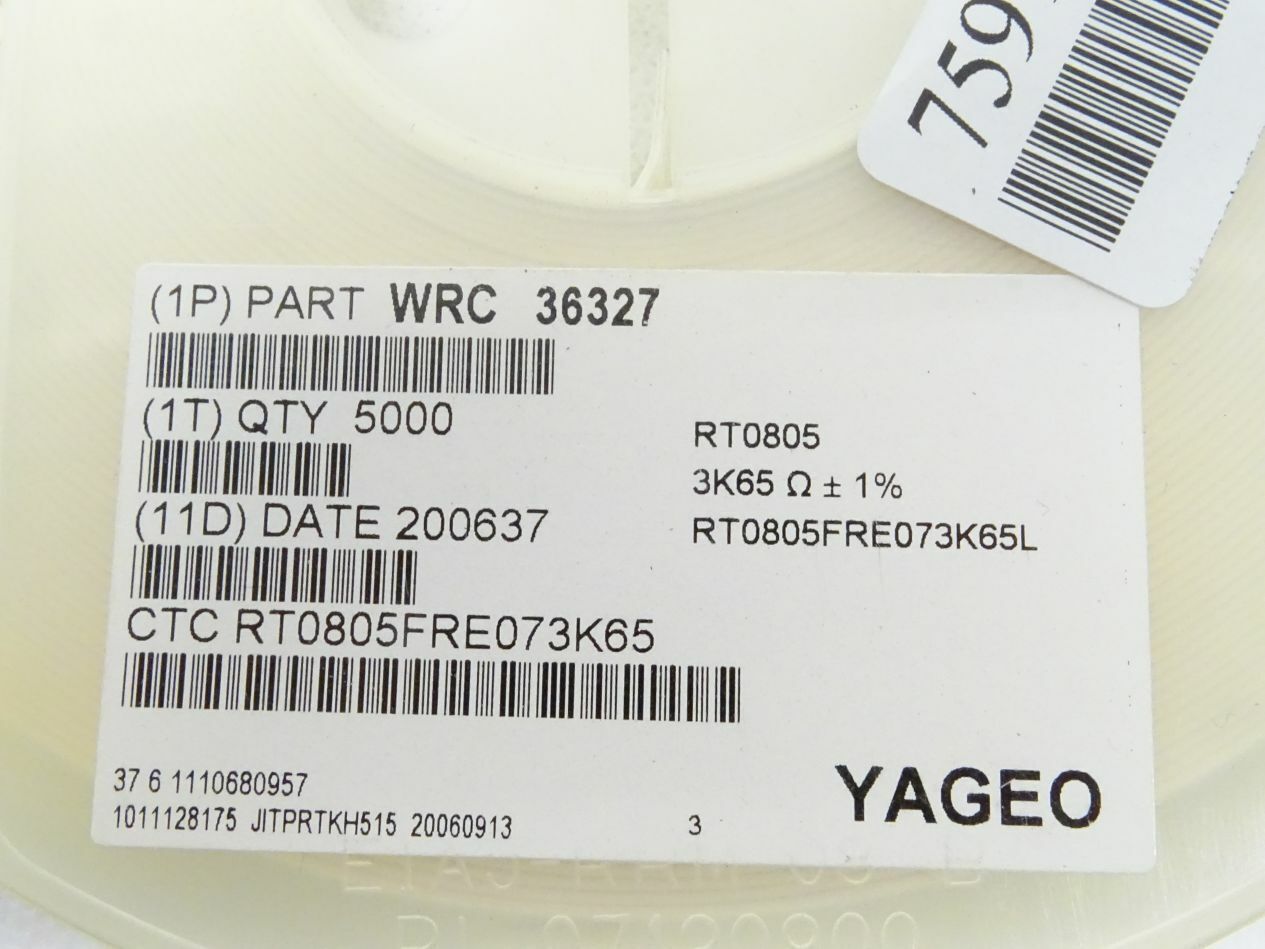 759
(1P) PART WRC 36327
(1T) QTY 5000
(11D) DATE 200637
CTC RT0805FRE073K65
RT0805
3K65 Ω ± 1%
RT0805FRE073K65L
37 6 1110680957
1011128175 JITPRTKH515 20060913 3
YAGEO